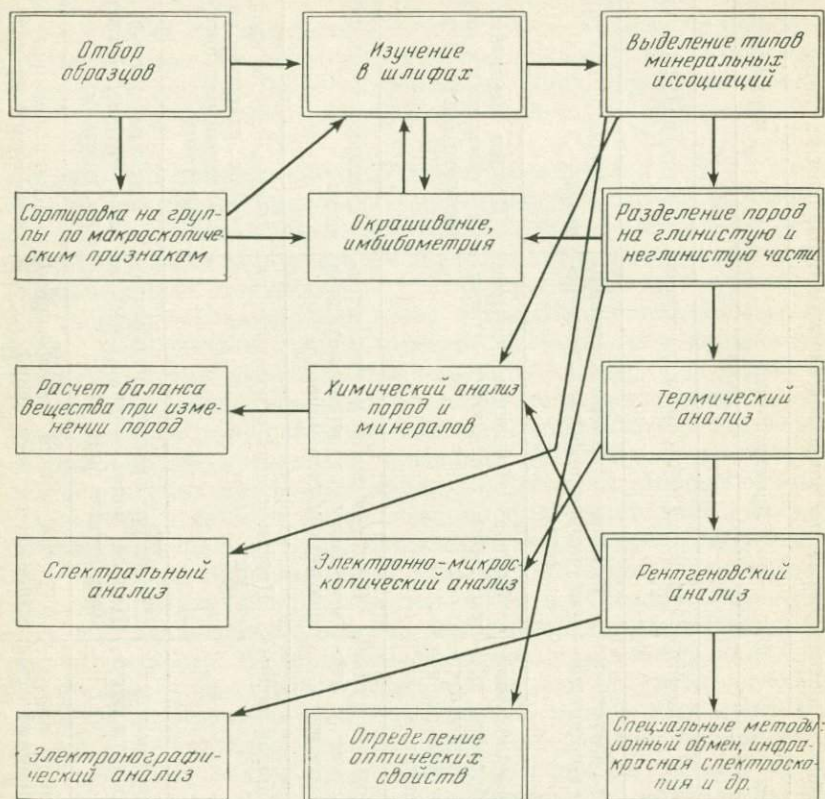 Отбор
образцов
Изучение
в шлифах
Выделение типов
минеральных
ассоциаций
Сортировка на груп-
пы по макроскопиче-
ским признакам
Окрашивание,
имбибометрия
Разделение пород
на глинистую и
неглинистую части
Расчет баланса
вещества при изме-
нении пород
Химический анализ
пород и
минералов
Термический
анализ
Спектральный
анализ
Электронно-микрос-
копический анализ
Рентгеновский
анализ
Электронографи-
ческий анализ
Определение
оптических
свойств
Специальные методы:
ионный обмен, инфра-
красная спектроско-
пия и др.